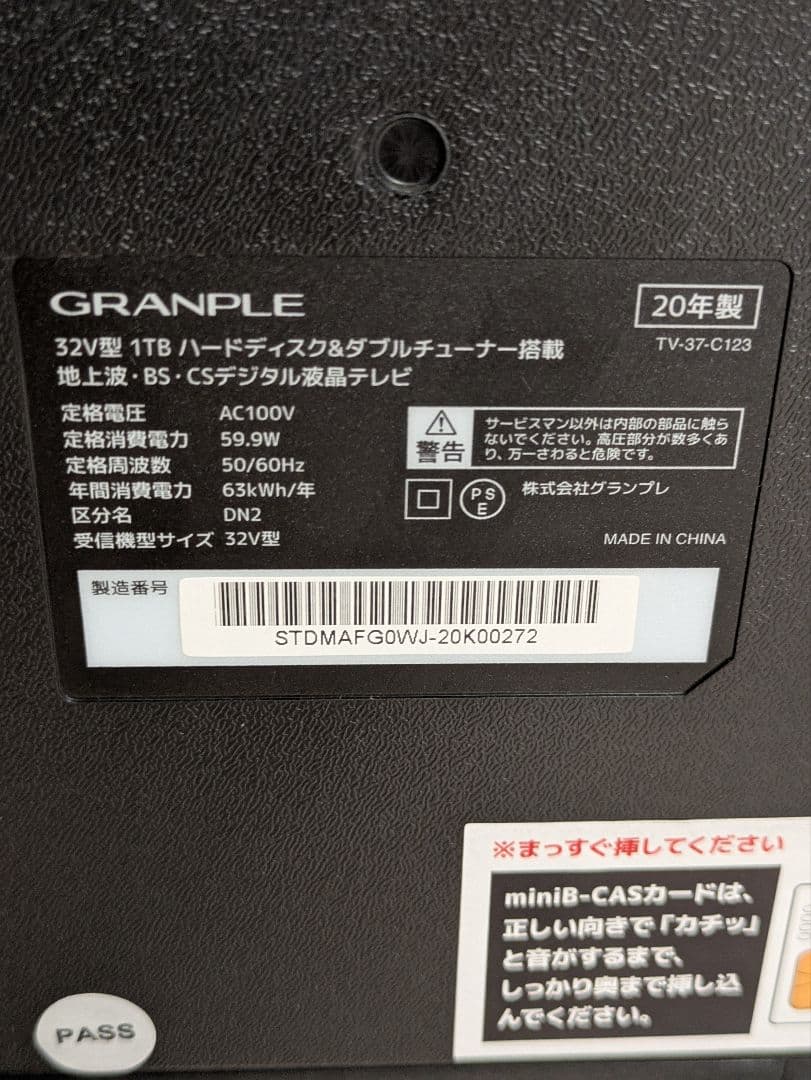 GRANPLE
20年製
32V型 1TB ハードディスク&ダブルチューナー搭載
TV-37-C123
地上波・BS・CSデジタル液晶テレビ
定格電圧 AC100V
定格消費電力 59.9W
定格周波数 50/60Hz
年間消費電力 63kWh/年
区分名 DN2
受信機型サイズ 32V型
警告
サービスマン以外は内部の部品に触ら
ないでください。高圧部分が数多くあ
り、万一さわると危険です。
PS
E
株式会社グランプレ
MADE IN CHINA
製造番号
STDMAFG0WJ-20K00272
※まっすぐ挿してください
miniB-CASカードは、
正しい向きで「カチッ」
と音がするまで、
しっかり奥まで挿し込
んでください。
PASS